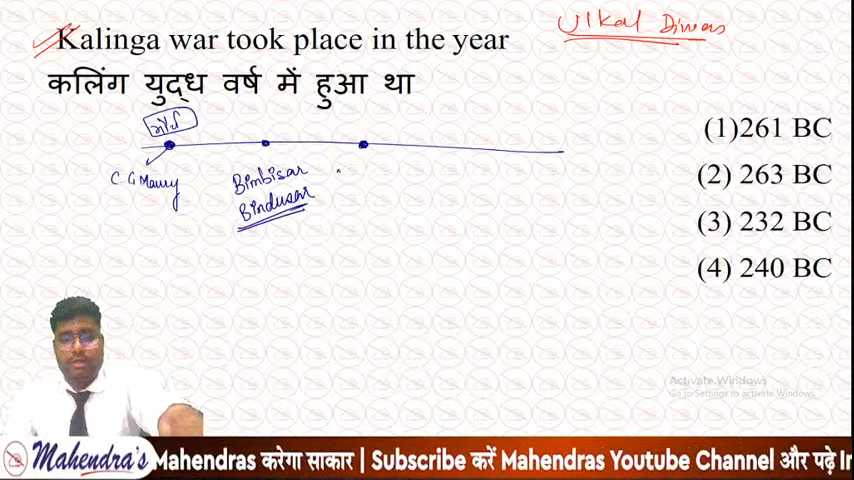 Utkal Diwas
Kalinga war took place in the year
कलिंग युद्ध वर्ष में हुआ था
मौर्य
C G Maury
Bimbisar
Bindusar
(1)261 BC
(2) 263 BC
(3) 232 BC
(4) 240 BC
Activate Windows
Go to Settings to activate Windows.
Mahendra's
Mahendras करेगा साकार | Subscribe करें Mahendras Youtube Channel और पढ़े In